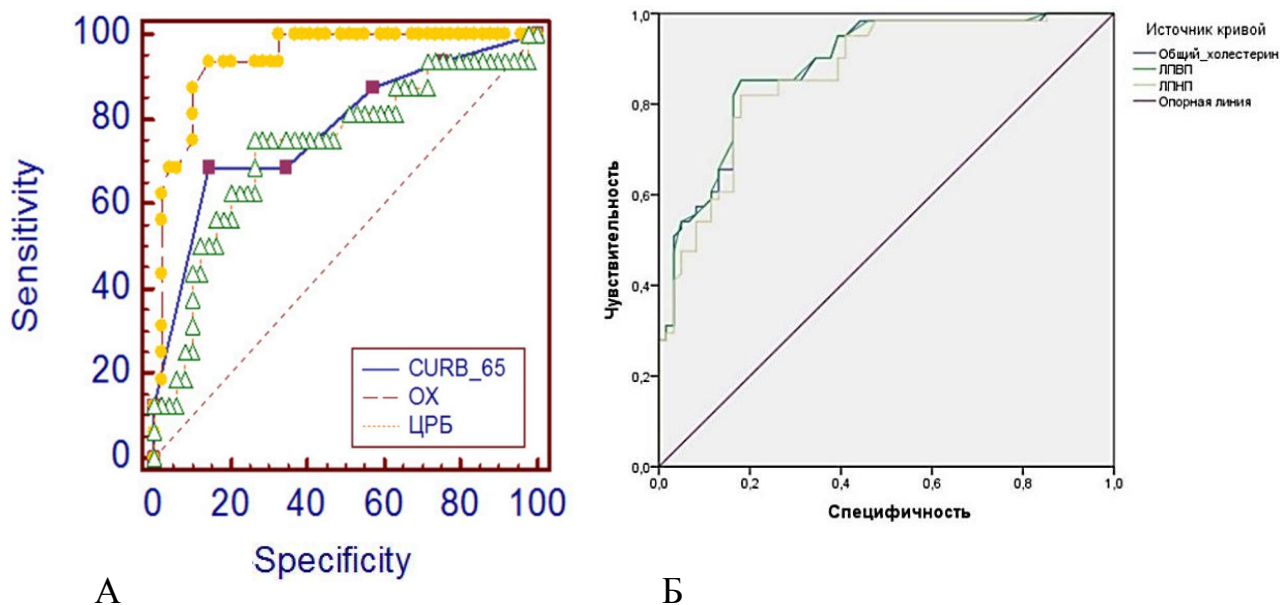 Sensitivity
100
80
60
40
20
0
0 20 40 60 80 100
Specificity
CURB_65
ОХ
ЦРБ
А
Чувствительность
1,0
0,8
0,6
0,4
0,2
0,0
0,0 0,2 0,4 0,6 0,8 1,0
Специфичность
Источник кривой
Общий_холестерин
ЛПВП
ЛПНП
Опорная линия
Б